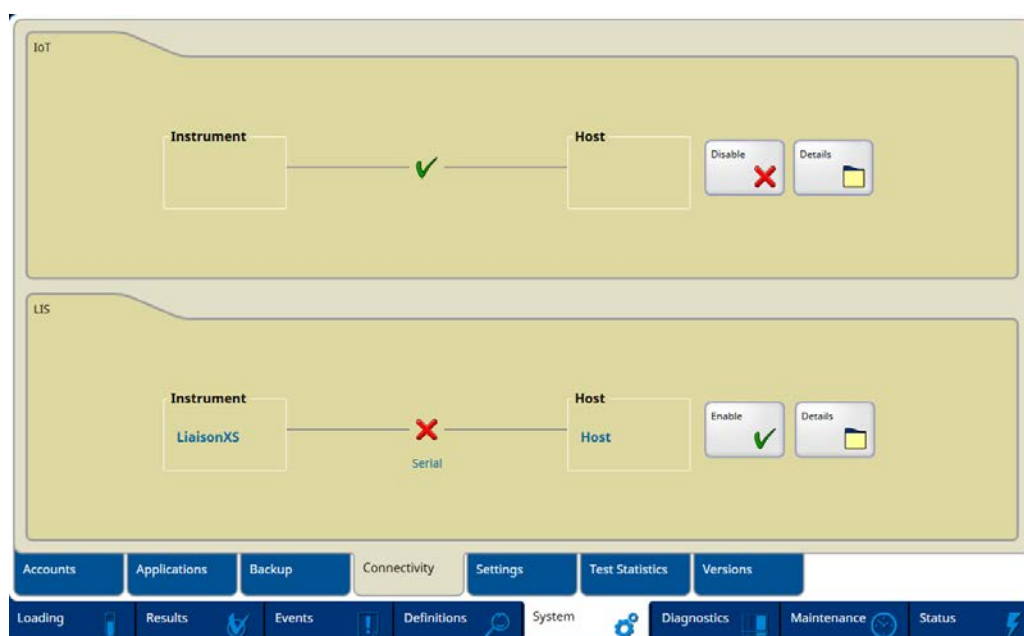 IoT
Instrument
Host
Disable
Details
LIS
Instrument
LiaisonXS
Serial
Host
Host
Enable
Details
Accounts
Applications
Backup
Connectivity
Settings
Test Statistics
Versions
Loading
Results
Events
Definitions
System
Diagnostics
Maintenance
Status